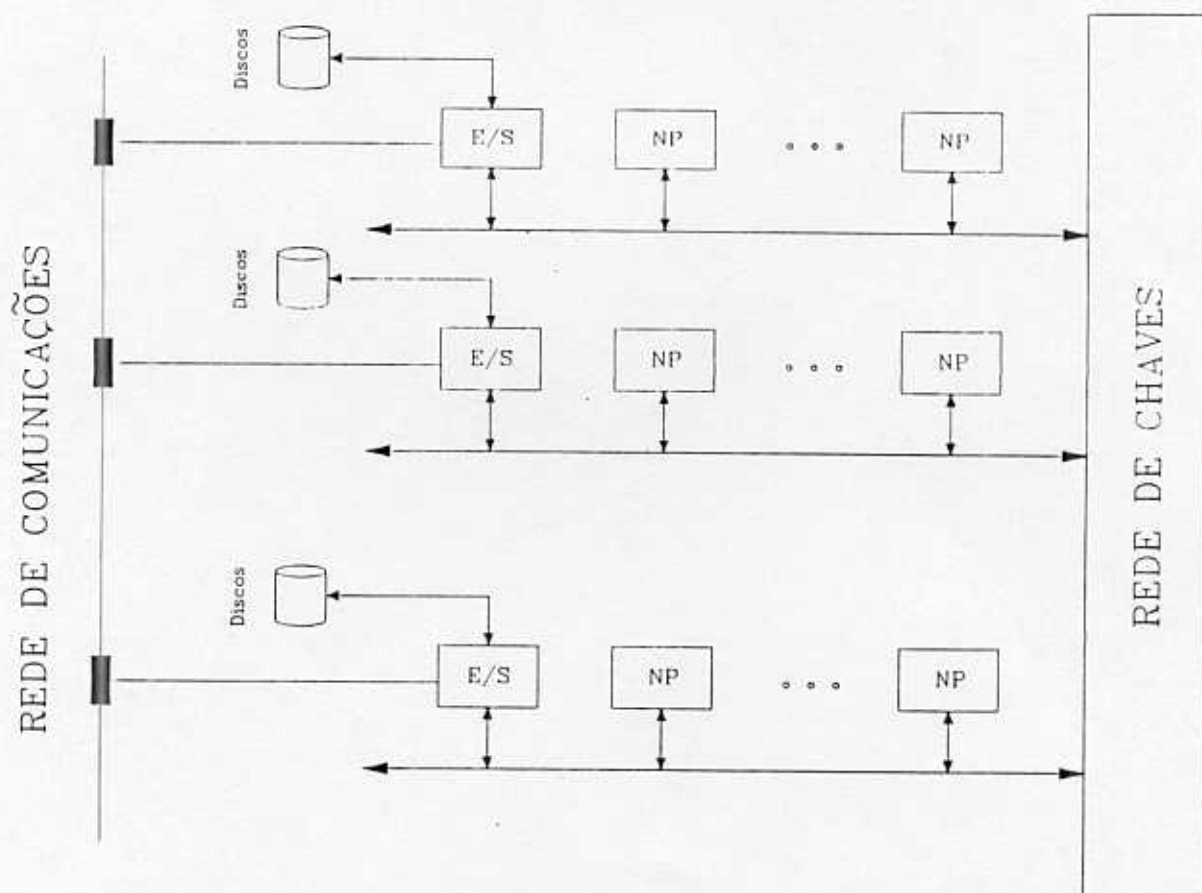 REDE DE COMUNICAÇÕES
Discos
E/S
NP
NP
Discos
E/S
NP
NP
Discos
E/S
NP
NP
REDE DE CHAVES